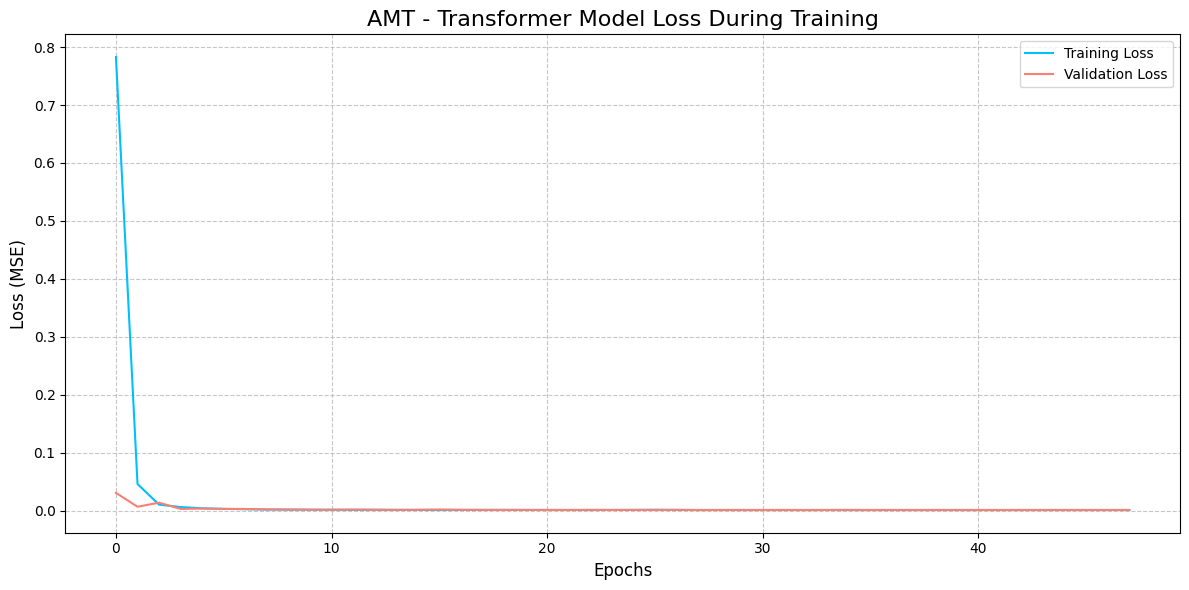 AMT - Transformer Model Loss During Training
Training Loss
Validation Loss
Loss (MSE)
0.8
0.7
0.6
0.5
0.4
0.3
0.2
0.1
0.0
0
10
20
30
40
Epochs